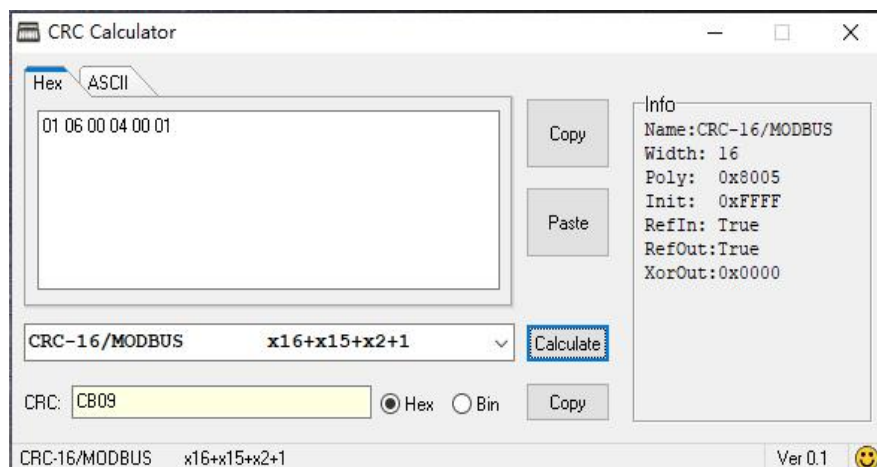 CRC Calculator
Hex
ASCII
01 06 00 04 00 01
Copy
Paste
CRC-16/MODBUS x16+x15+x2+1
Calculate
CRC:
CB09
Hex
Bin
Copy
Info
Name:CRC-16/MODBUS
Width: 16
Poly: 0x8005
Init: 0xFFFF
RefIn: True
RefOut:True
XorOut:0x0000
CRC-16/MODBUS x16+x15+x2+1
Ver 0.1